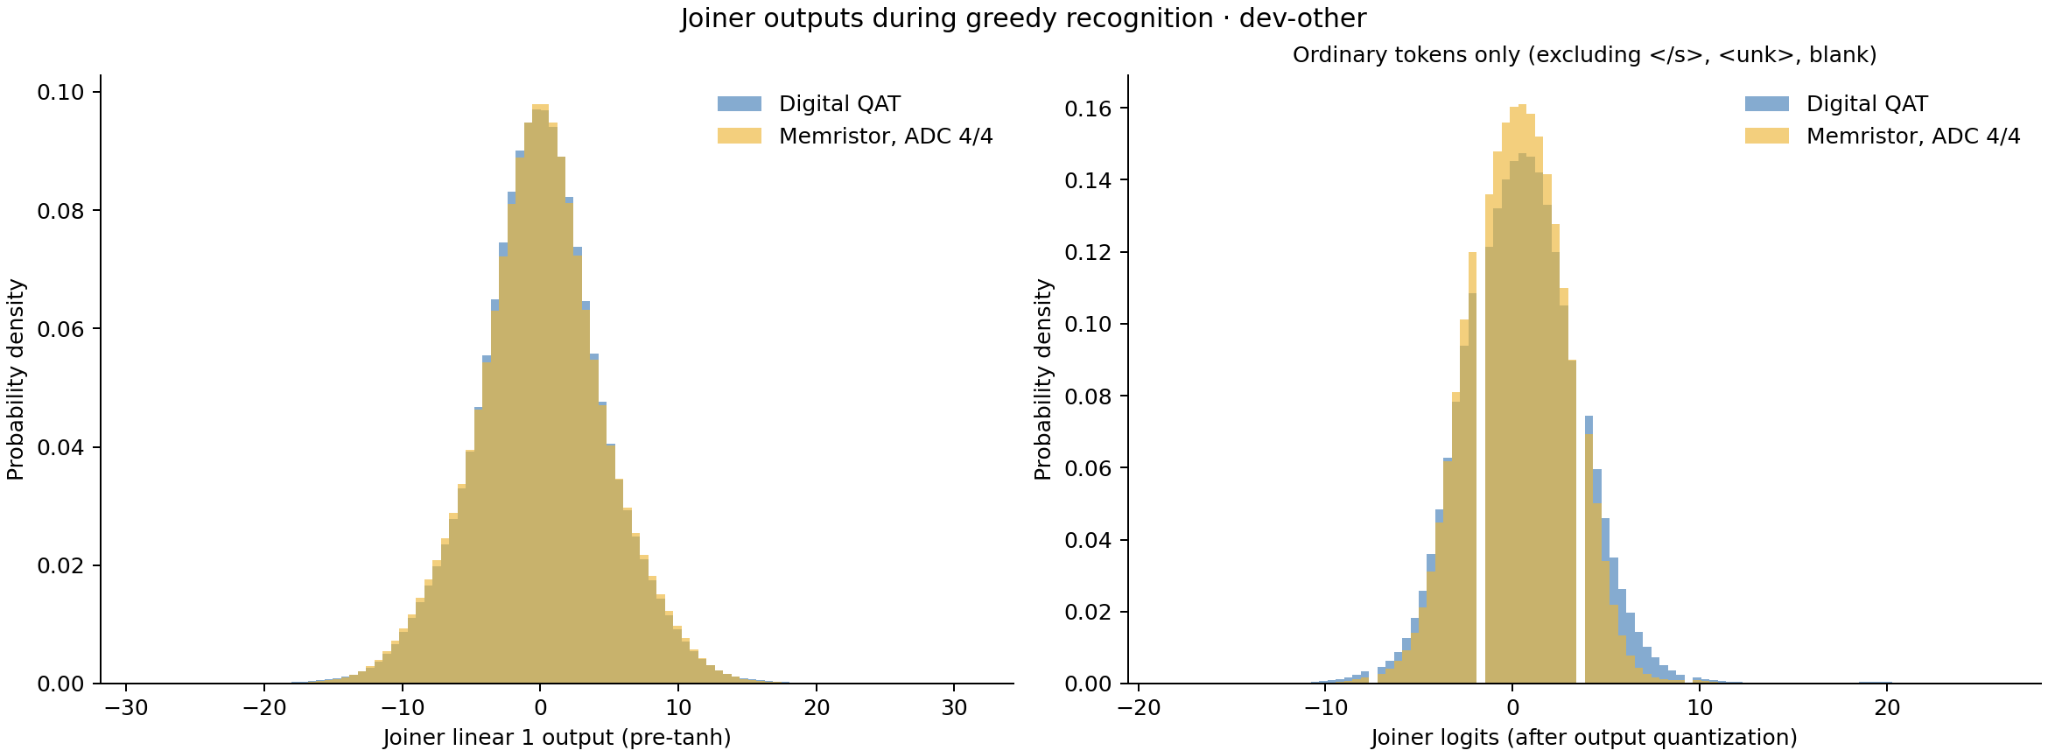 Joiner outputs during greedy recognition · dev-other
Probability density
0.10
0.08
0.06
0.04
0.02
0.00
Digital QAT
Memristor, ADC 4/4
−30
−20
−10
0
10
20
30
Joiner linear 1 output (pre-tanh)
Ordinary tokens only (excluding </s>, <unk>, blank)
Probability density
0.16
0.14
0.12
0.10
0.08
0.06
0.04
0.02
0.00
Digital QAT
Memristor, ADC 4/4
−20
−10
0
10
20
Joiner logits (after output quantization)